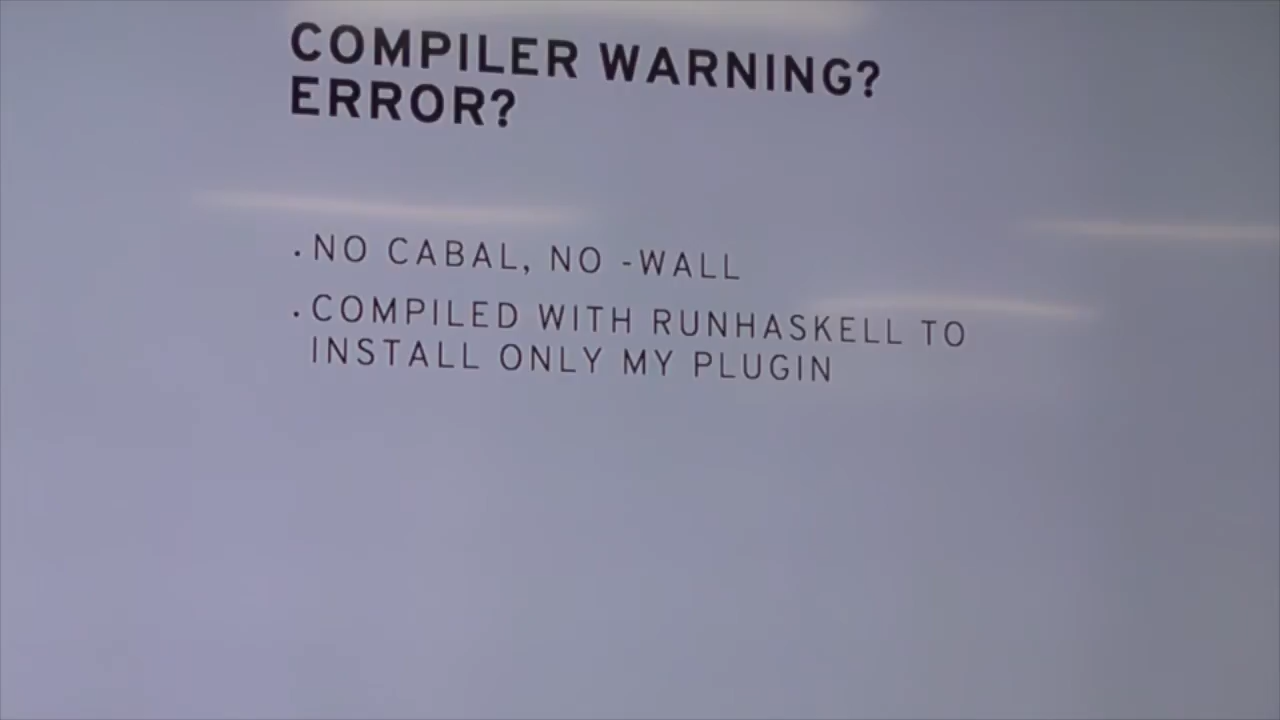 COMPILER WARNING?
ERROR?
. NO CABAL, NO -WALL
. COMPILED WITH RUNHASKELL TO
INSTALL ONLY MY PLUGIN